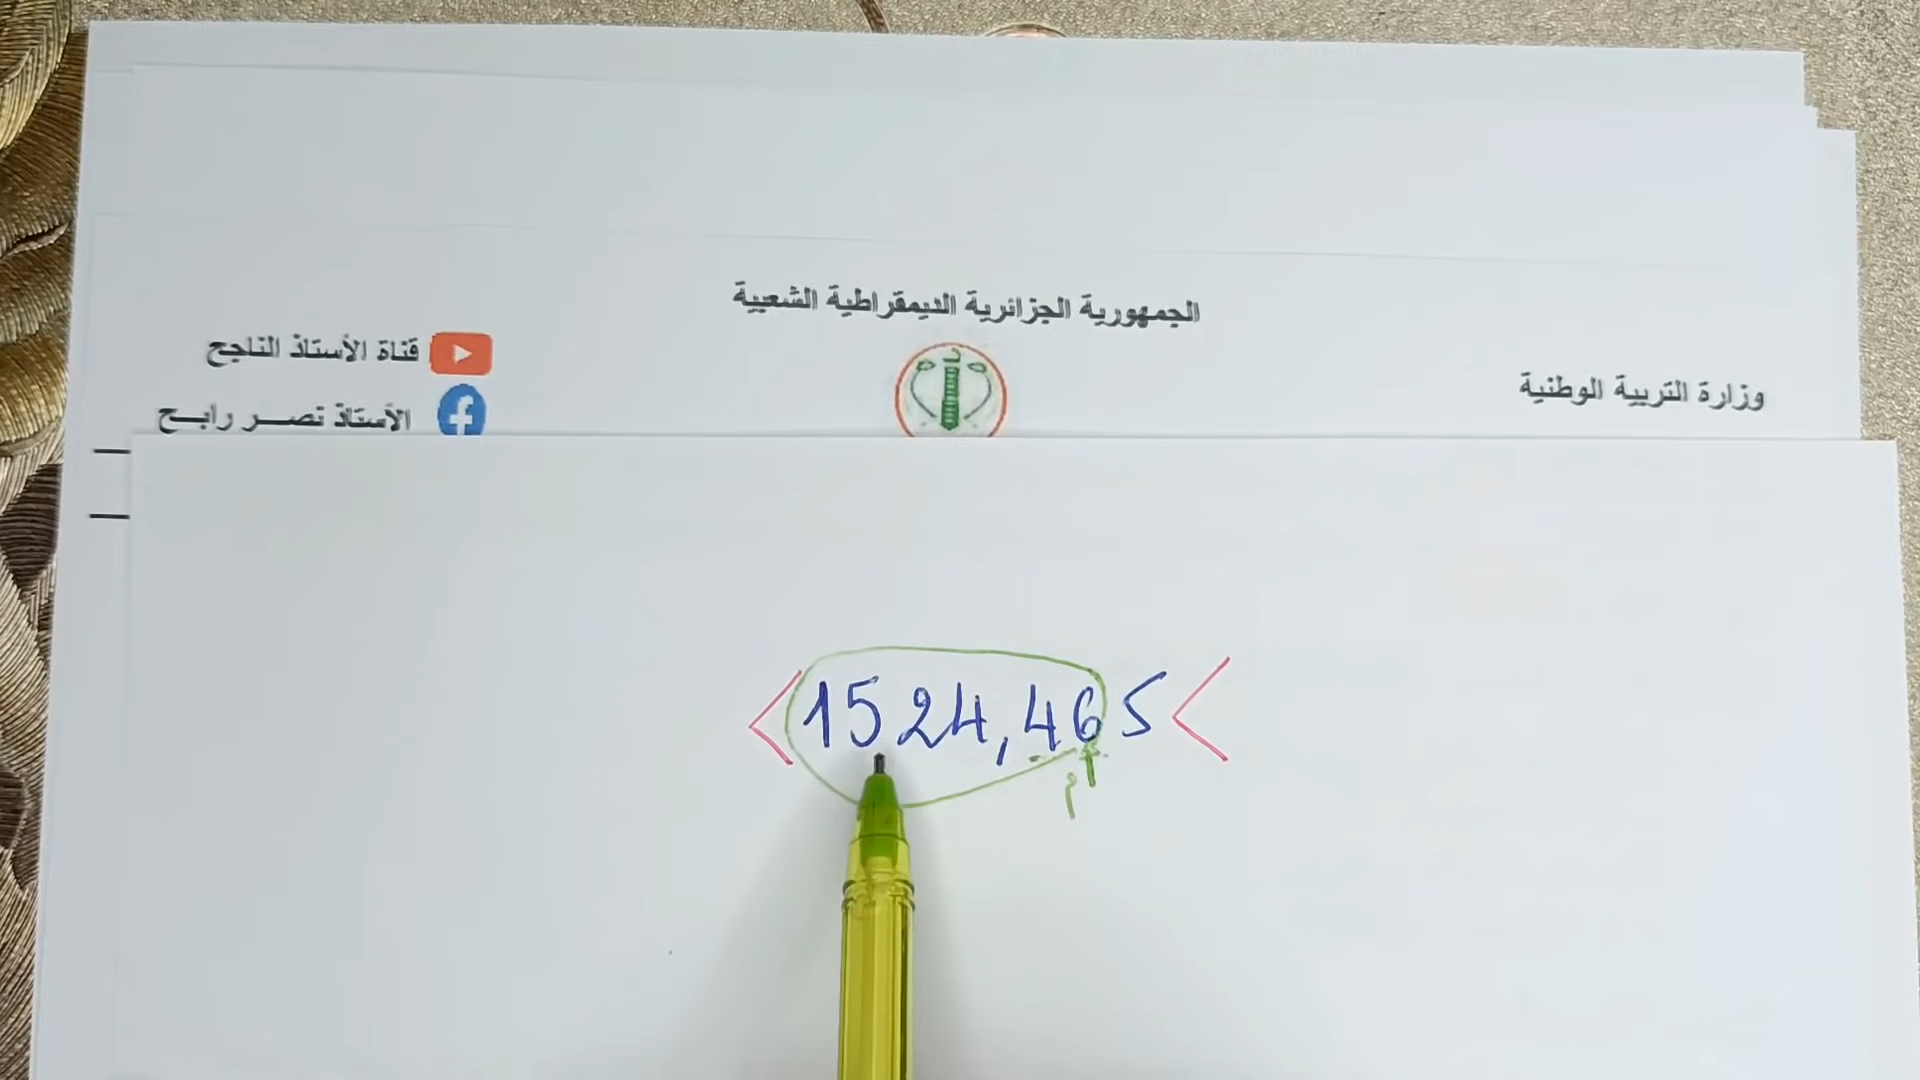 الجمهورية الجزائرية الديمقراطية الشعبية
وزارة التربية الوطنية
قناة الأستاذ الناجح
الأستاذ نصر رابح
<1524,465<